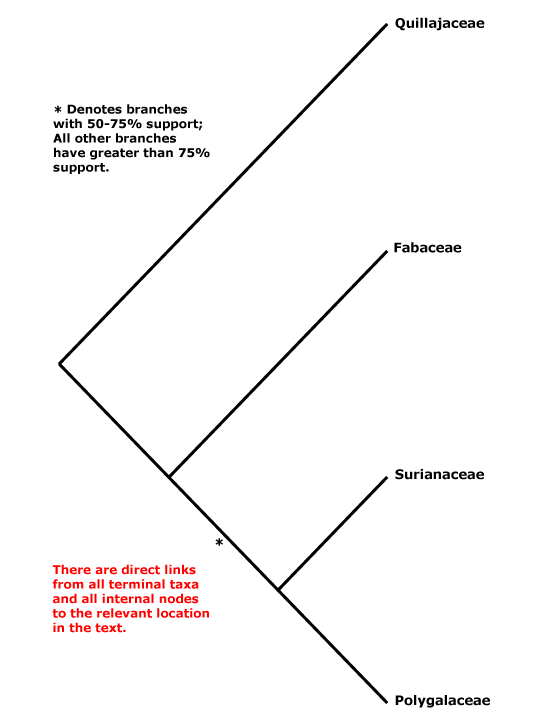 Quillajaceae
* Denotes branches
with 50-75% support;
All other branches
have greater than 75%
support.
Fabaceae
Surianaceae
*
There are direct links
from all terminal taxa
and all internal nodes
to the relevant location
in the text.
Polygalaceae